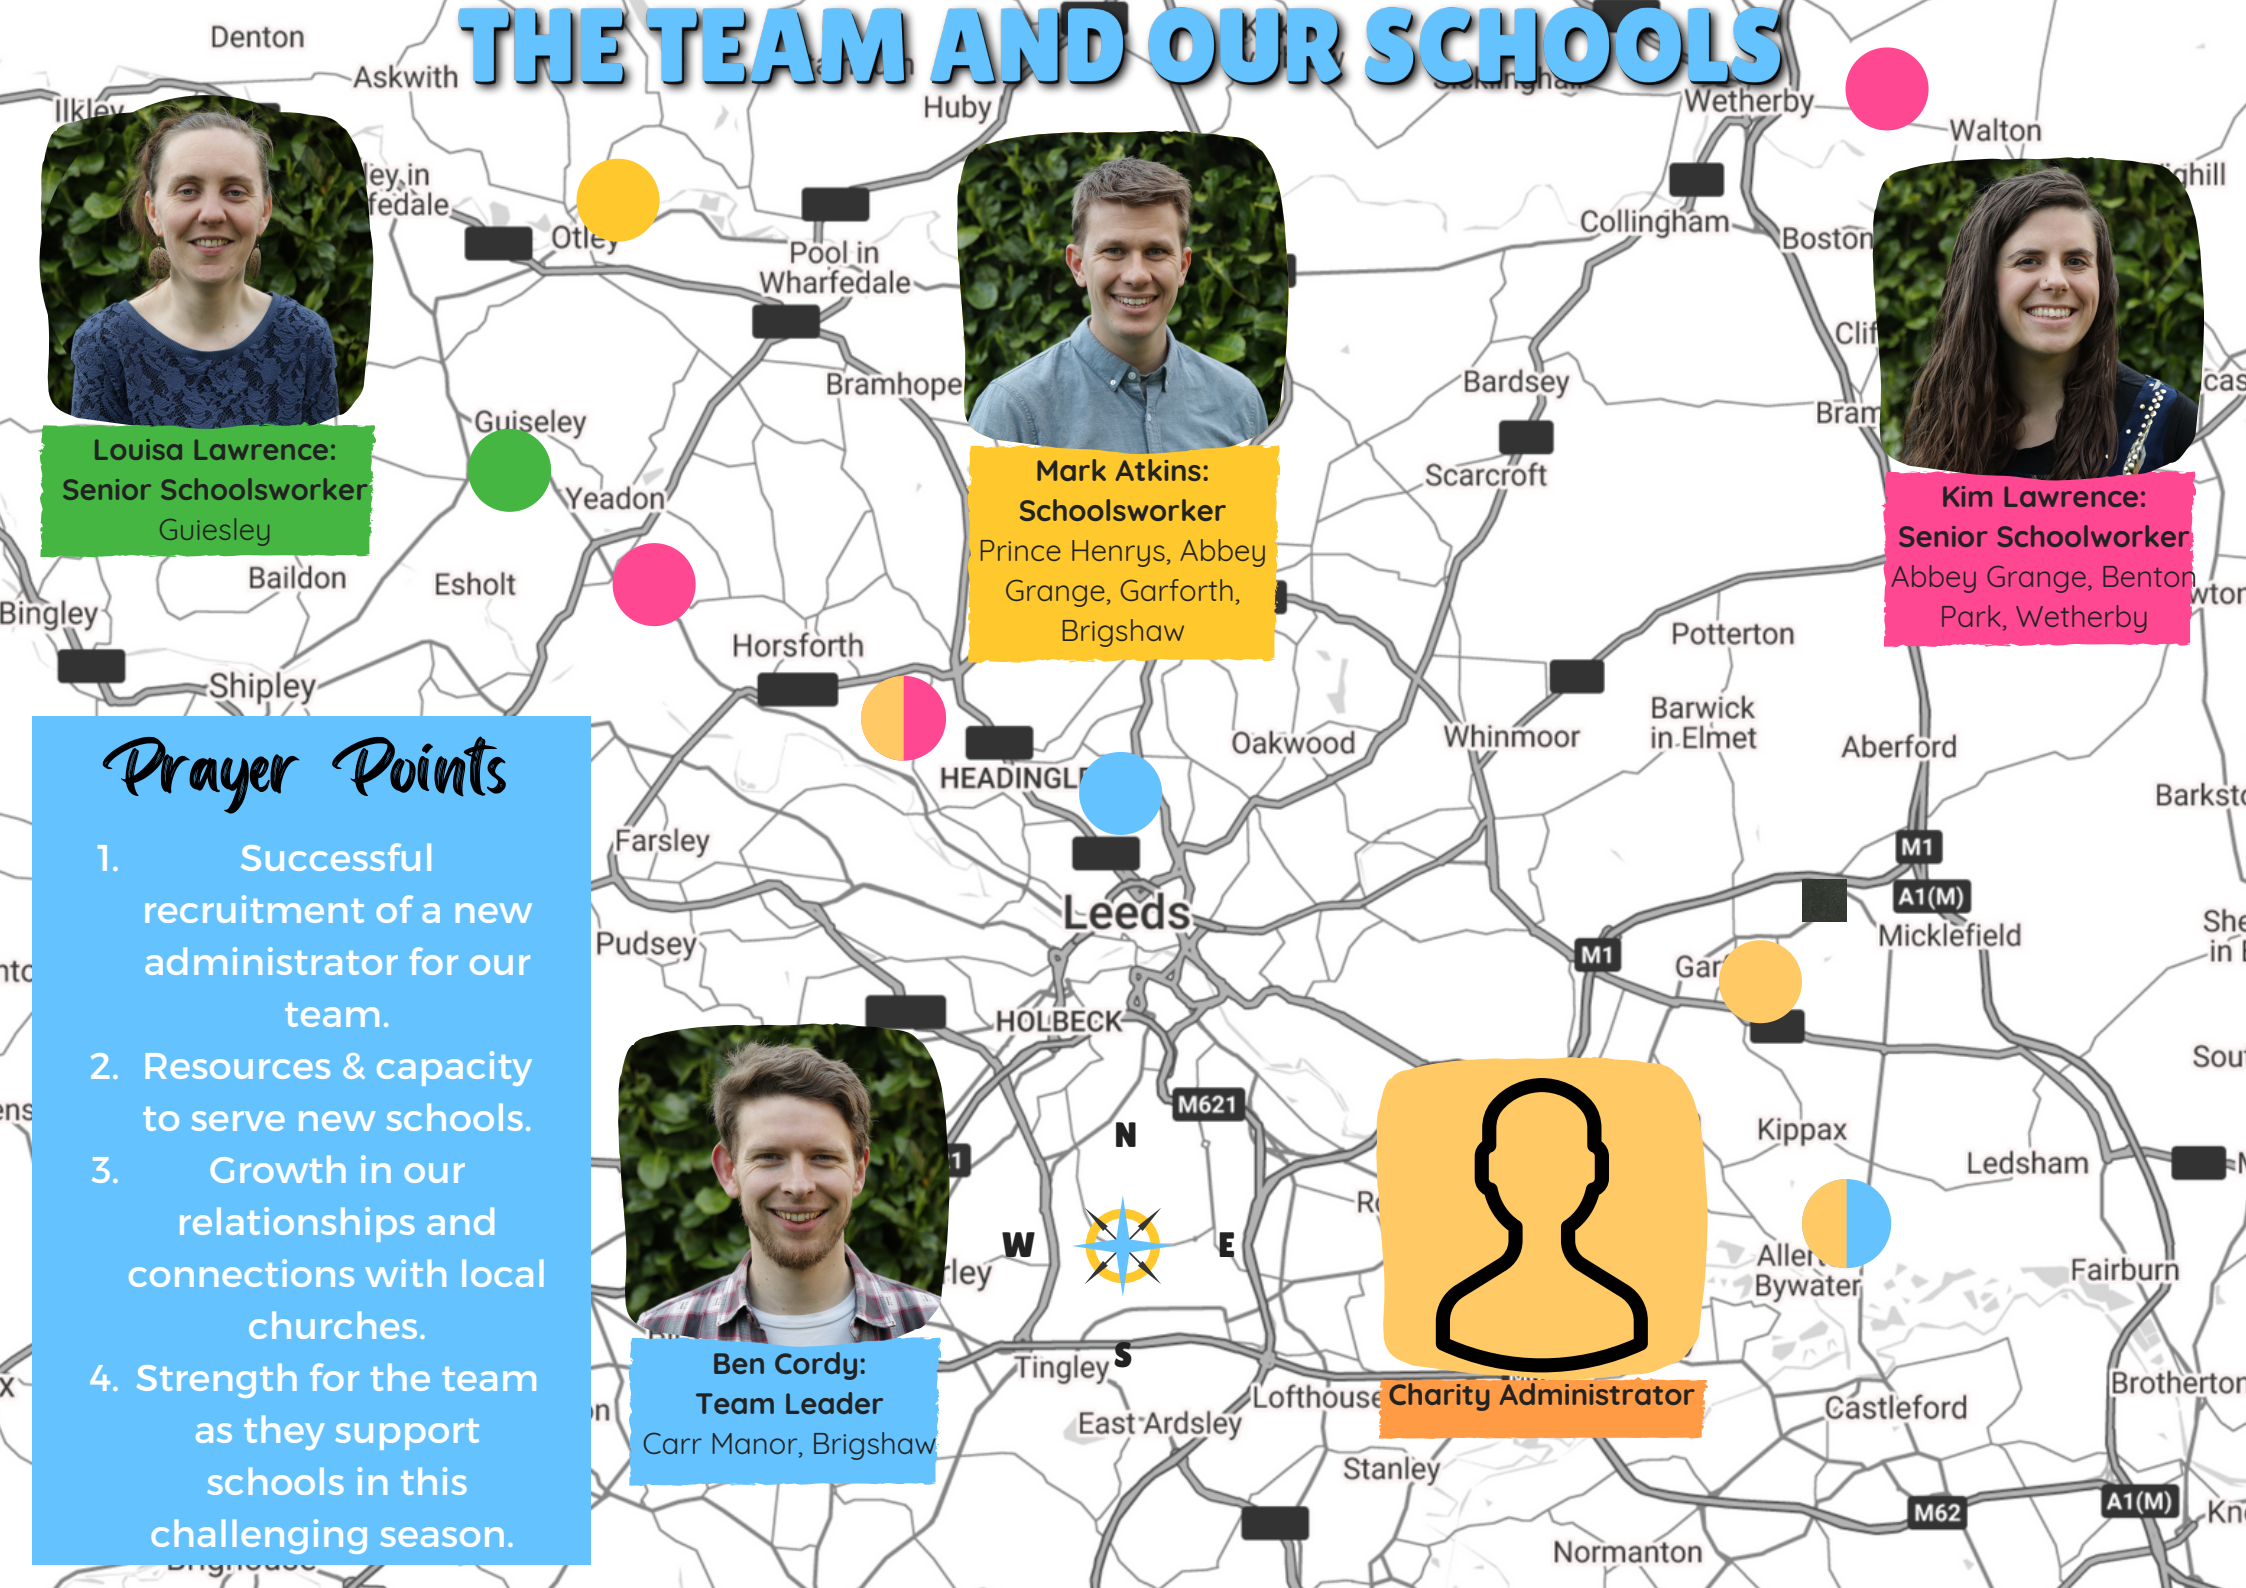 THE TEAM AND OUR SCHOOLS
Denton
Askwith
Ilkley
Huby
Wetherby
Walton
Otley
Pool in
Wharfedale
Collingham
Boston
Bramhope
Bardsey
Guiseley
Yeadon
Scarcroft
Louisa Lawrence:
Senior Schoolsworker
Guiesley
Mark Atkins:
Schoolsworker
Prince Henrys, Abbey
Grange, Garforth,
Brigshaw
Kim Lawrence:
Senior Schoolworker
Abbey Grange, Benton
Park, Wetherby
Baildon
Esholt
Bingley
Shipley
Horsforth
Potterton
Barwick
in Elmet
Oakwood
Whinmoor
Aberford
HEADINGLE
Farsley
Pudsey
Leeds
HOLBECK
M1
A1(M)
Micklefield
M1
Prayer Points
1. Successful
recruitment of a new
administrator for our
team.
2. Resources & capacity
to serve new schools.
3. Growth in our
relationships and
connections with local
churches.
4. Strength for the team
as they support
schools in this
challenging season.
M621
N
W
E
S
Kippax
Ledsham
Allerton
Bywater
Fairburn
Ben Cordy:
Team Leader
Carr Manor, Brigshaw
Charity Administrator
Tingley
East Ardsley
Lofthouse
Stanley
Castleford
Brotherton
M62
A1(M)
Normanton